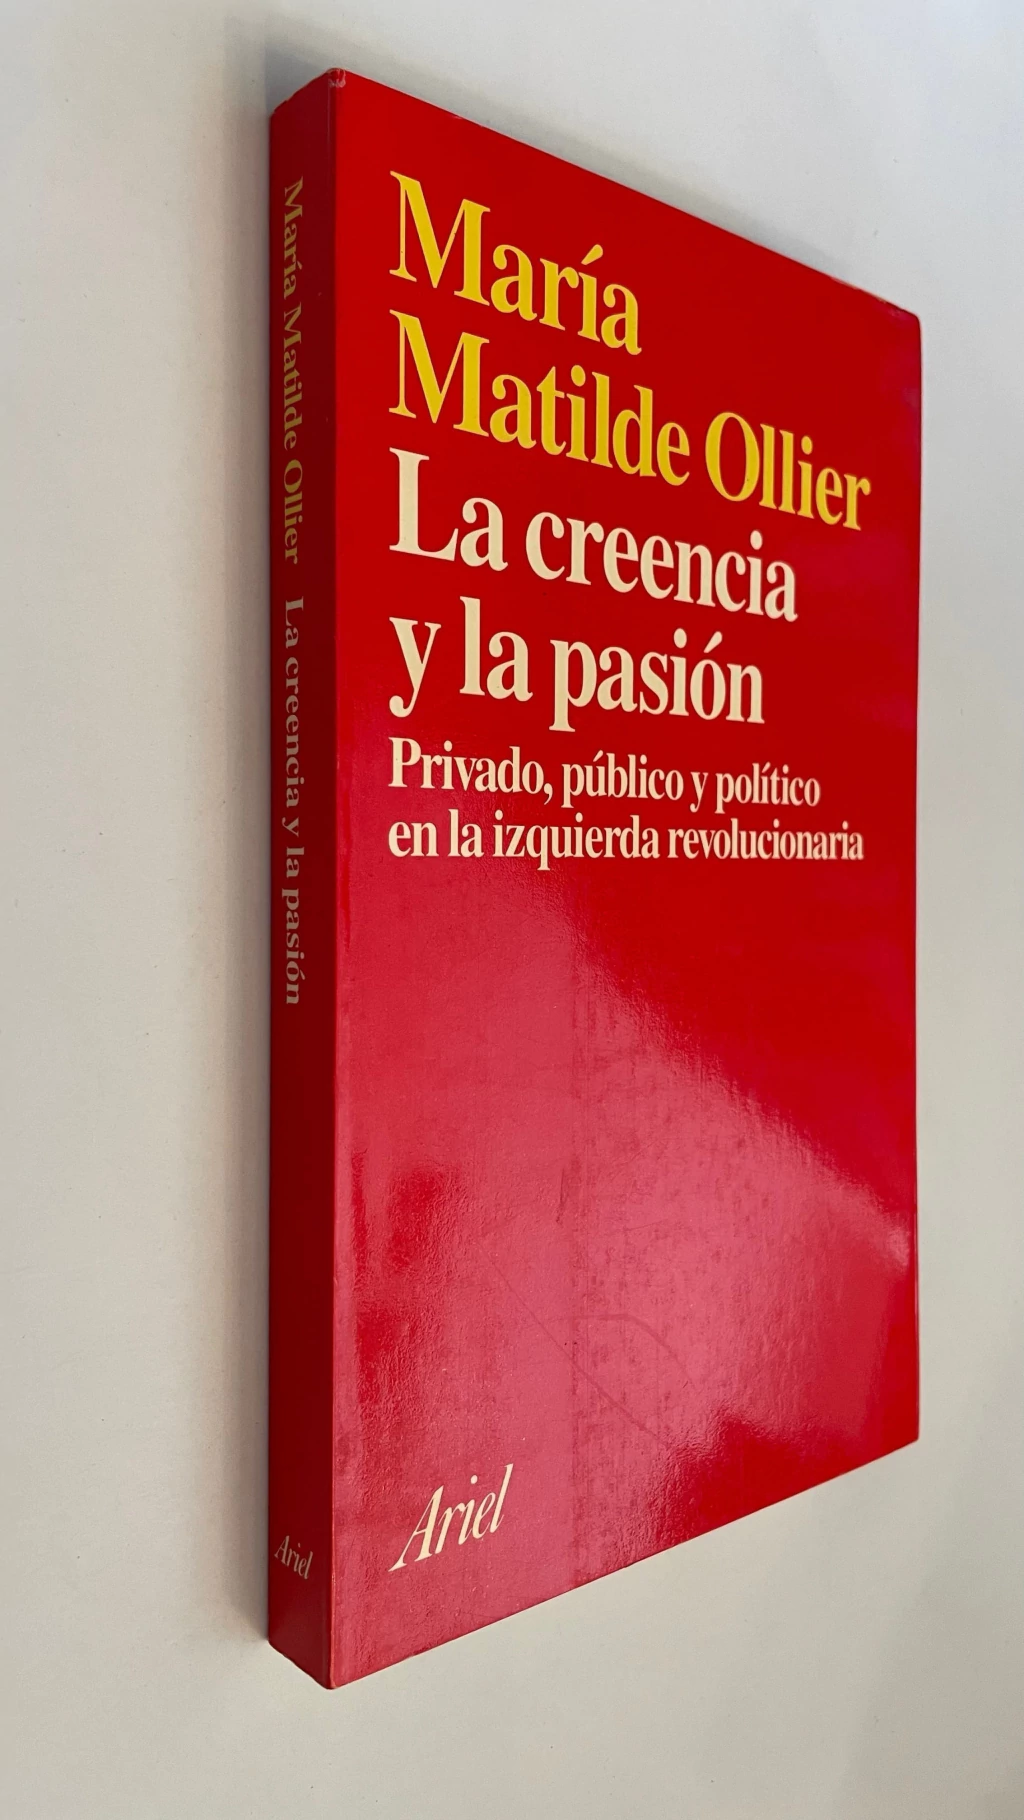 María
Matilde Ollier
La creencia
y la pasión
Privado, público y político
en la izquierda revolucionaria
Ariel
María Matilde Ollier La creencia y la pasión
Ariel